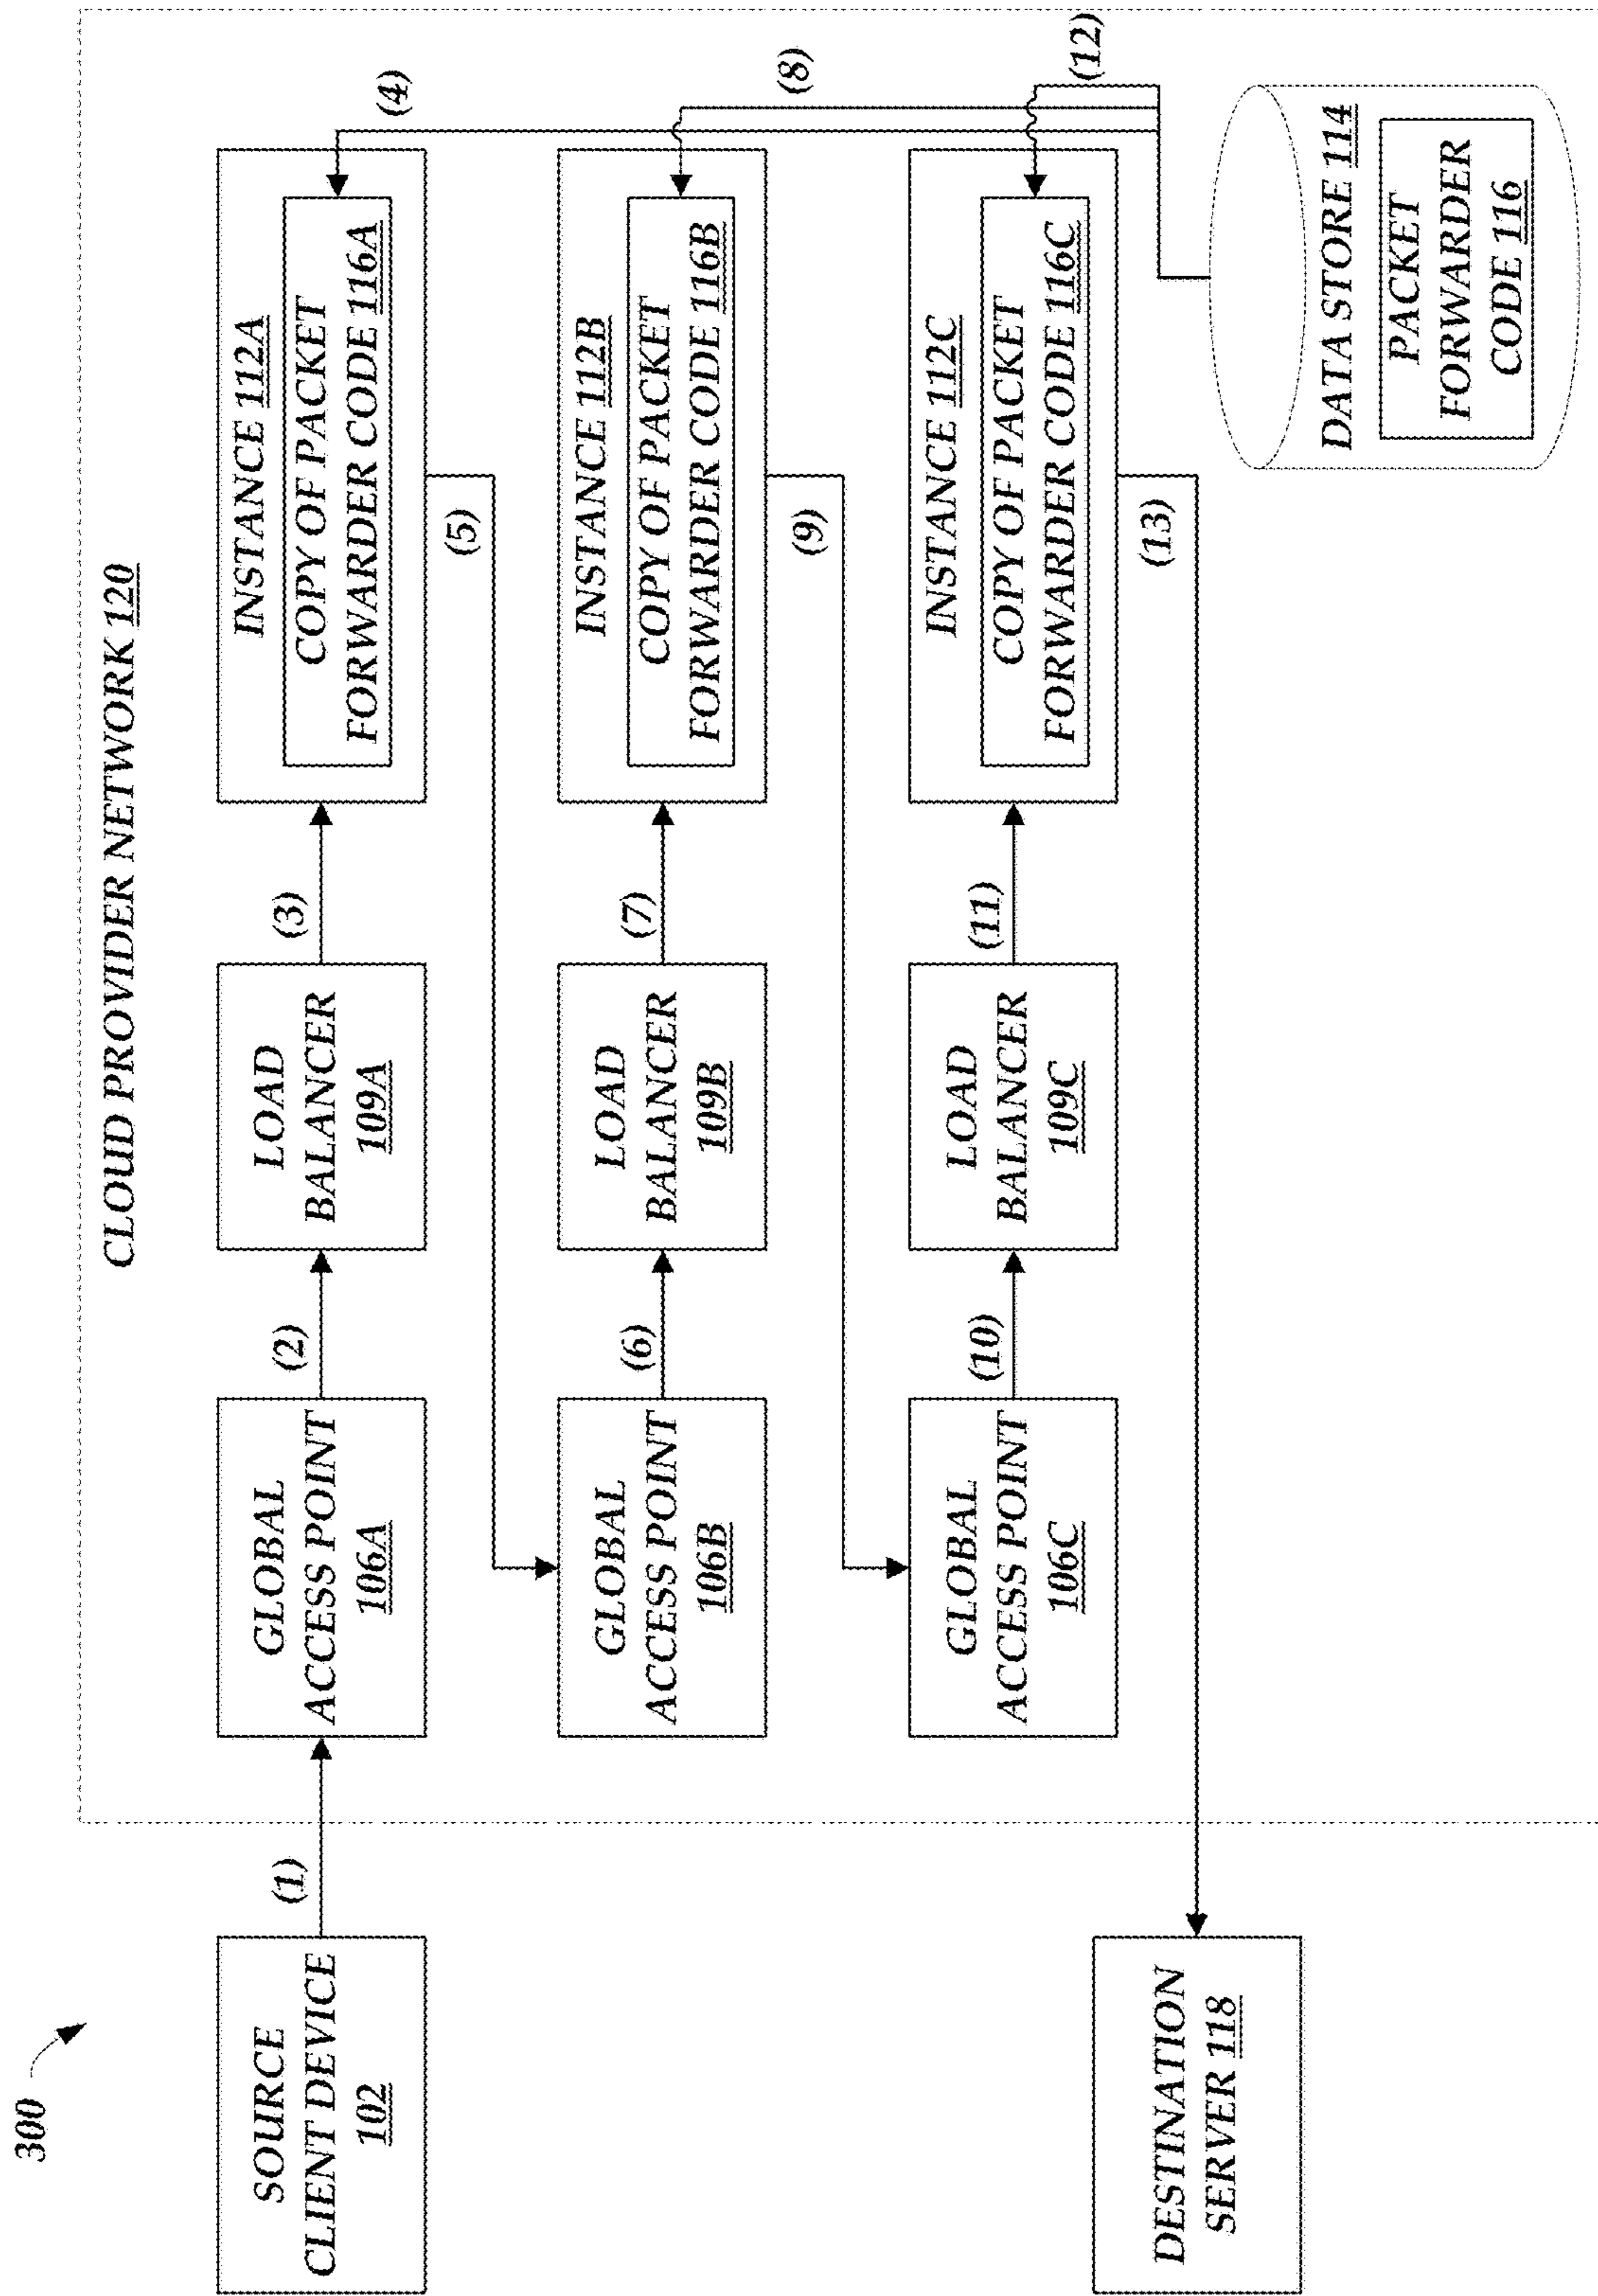 300
CLOUD PROVIDER NETWORK 120
SOURCE
CLIENT DEVICE
102
(1)
GLOBAL
ACCESS POINT
106A
(2)
LOAD
BALANCER
109A
(3)
INSTANCE 112A
COPY OF PACKET
FORWARDER CODE 116A
(4)
(5)
GLOBAL
ACCESS POINT
106B
(6)
LOAD
BALANCER
109B
(7)
INSTANCE 112B
COPY OF PACKET
FORWARDER CODE 116B
(8)
(9)
GLOBAL
ACCESS POINT
106C
(10)
LOAD
BALANCER
109C
(11)
INSTANCE 112C
COPY OF PACKET
FORWARDER CODE 116C
(12)
(13)
DESTINATION
SERVER 118
DATA STORE 114
PACKET
FORWARDER
CODE 116